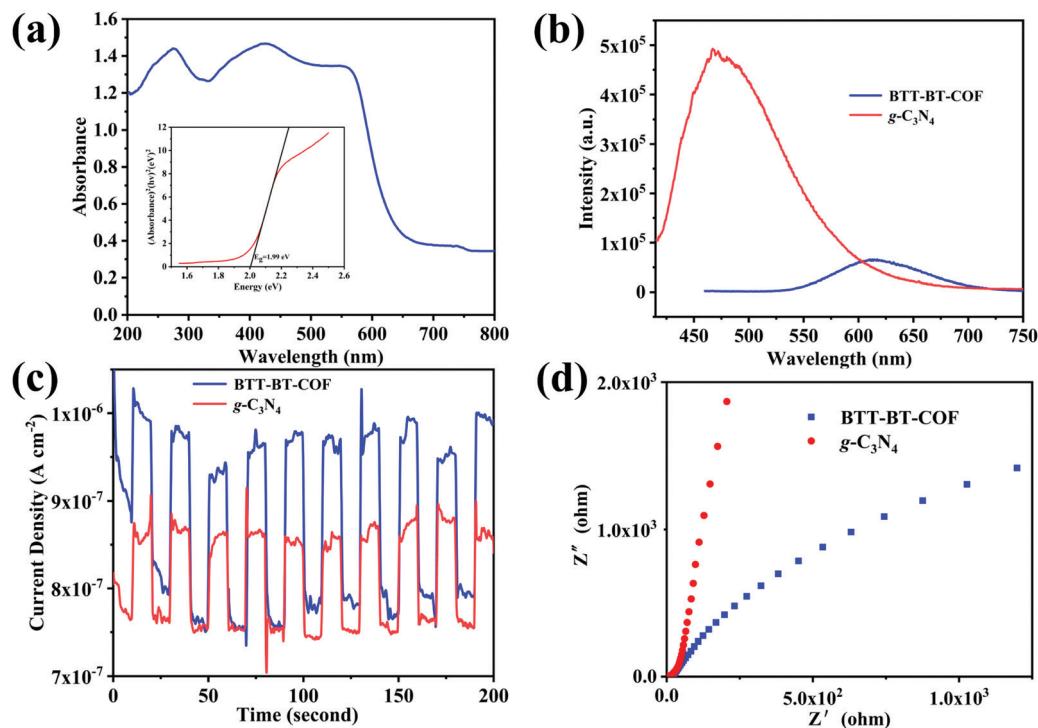 (a)
1.6
1.4
1.2
1.0
0.8
0.6
0.4
0.2
0.0
Absorbance
200 300 400 500 600 700 800
Wavelength (nm)
12
10
8
6
4
2
0
(Absorbance)²(hν)²(eV)²
E_g=1.99 eV
1.6 1.8 2.0 2.2 2.4 2.6
Energy (eV)
(b)
5x10⁵
4x10⁵
3x10⁵
2x10⁵
1x10⁵
0
Intensity (a.u.)
BTT-BT-COF
g-C₃N₄
450 500 550 600 650 700 750
Wavelength (nm)
(c)
BTT-BT-COF
g-C₃N₄
1x10⁻⁶
9x10⁻⁷
8x10⁻⁷
7x10⁻⁷
Current Density (A cm⁻²)
0 50 100 150 200
Time (second)
(d)
2.0x10³
1.0x10³
0.0
Z″ (ohm)
BTT-BT-COF
g-C₃N₄
0.0 5.0x10² 1.0x10³
Z′ (ohm)